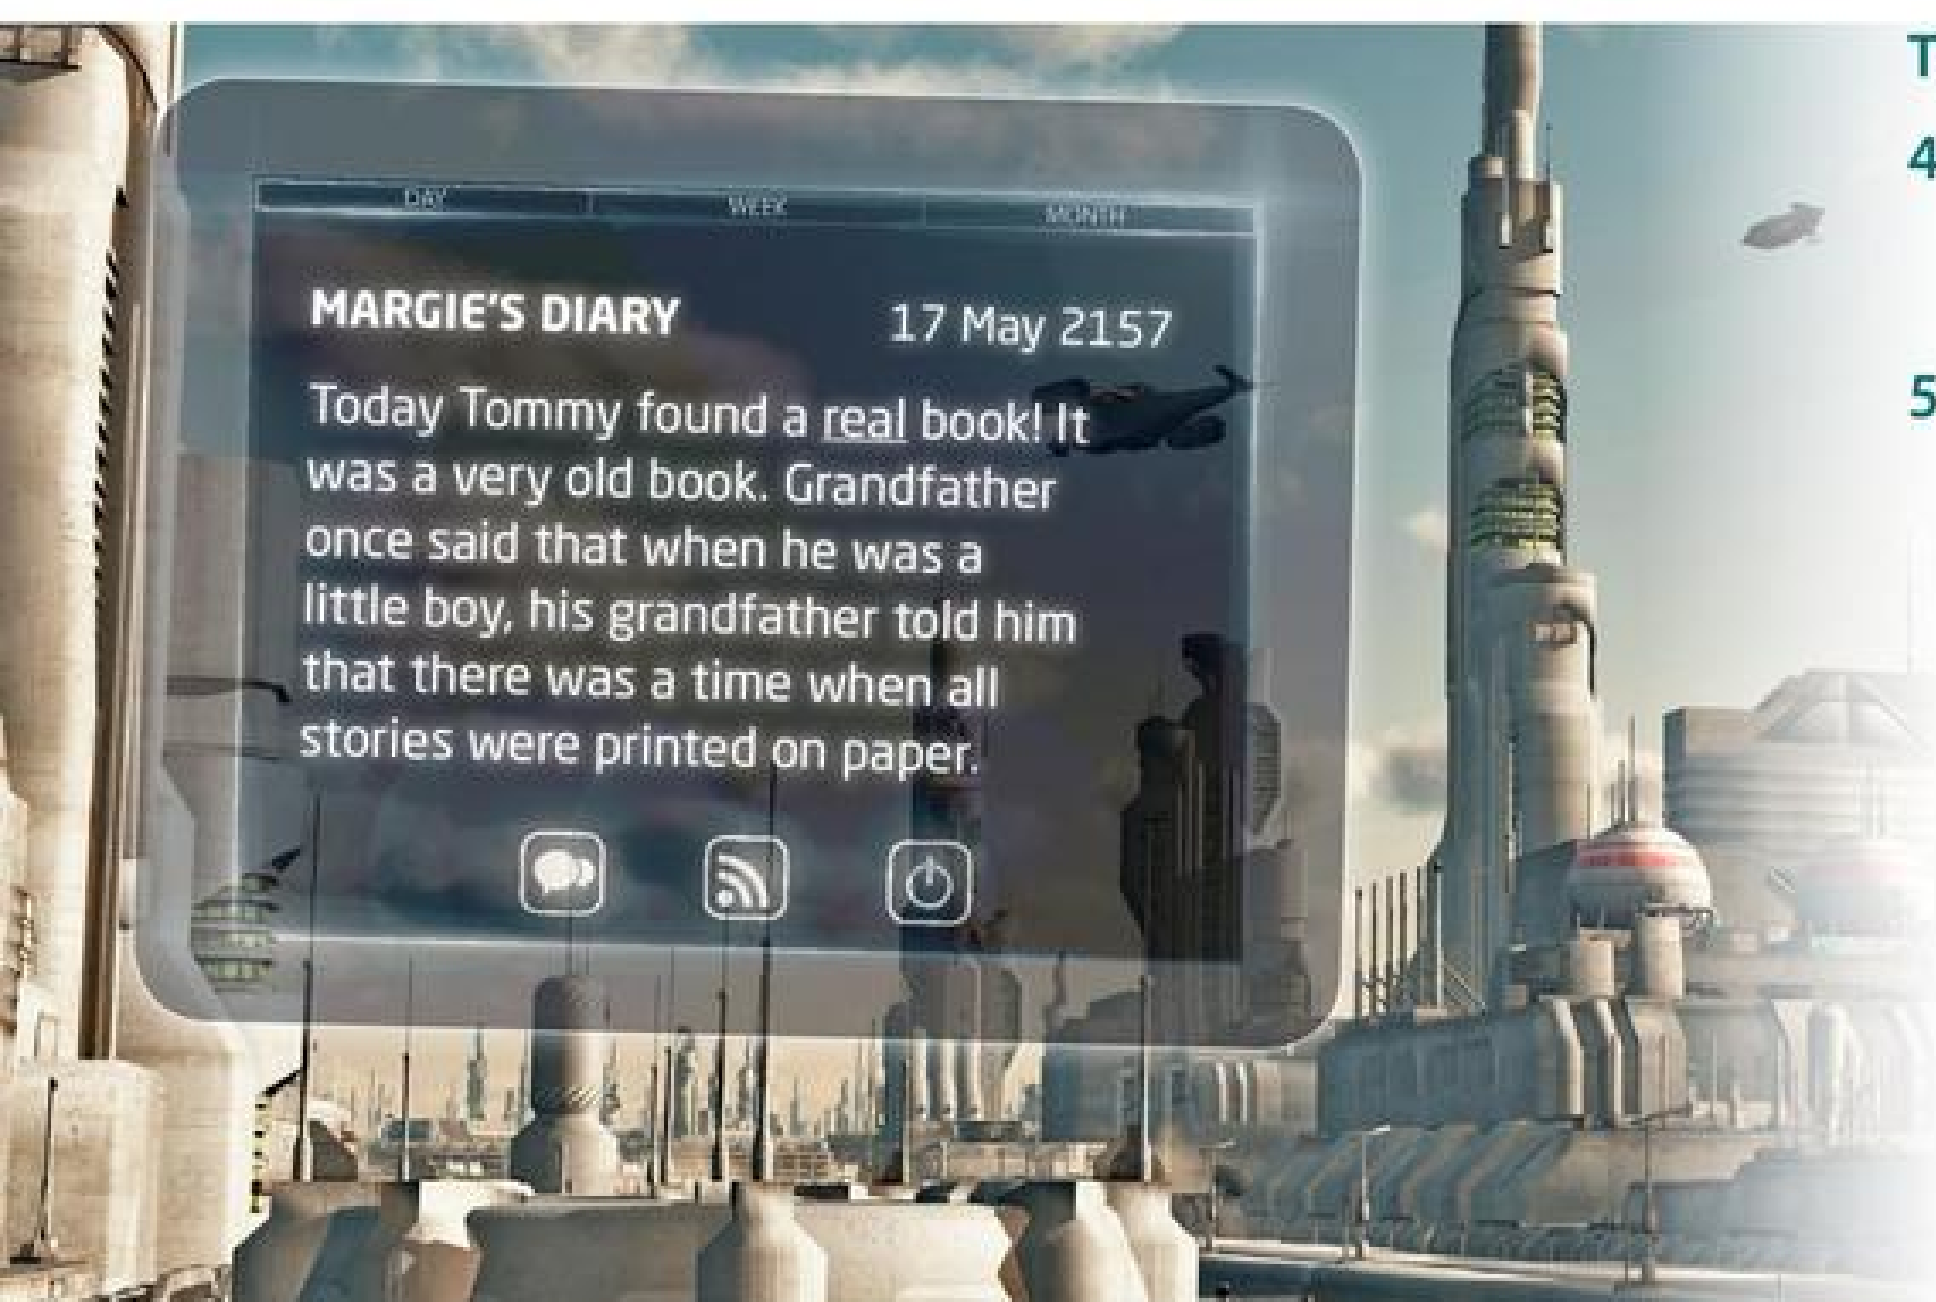 T
4
5
DAY WEEK MONTH
MARGIE'S DIARY 17 May 2157
Today Tommy found a real book! It
was a very old book. Grandfather
once said that when he was a
little boy, his grandfather told him
that there was a time when all
stories were printed on paper.